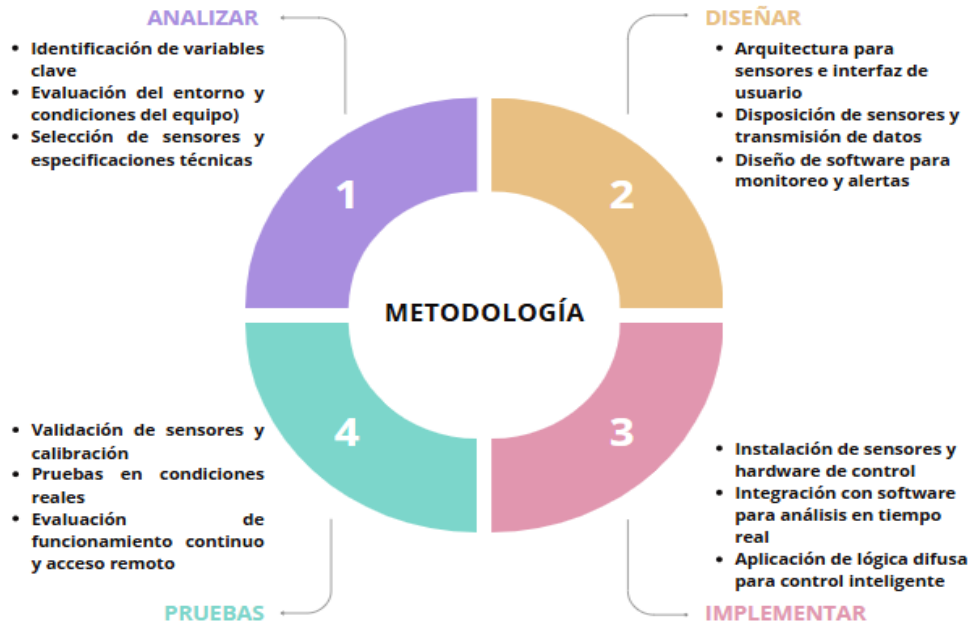 ANALIZAR
• Identificación de variables
clave
• Evaluación del entorno y
condiciones del equipo)
• Selección de sensores y
especificaciones técnicas
1
DISEÑAR
• Arquitectura para
sensores e interfaz de
usuario
• Disposición de sensores y
transmisión de datos
• Diseño de software para
monitoreo y alertas
2
METODOLOGÍA
3
• Instalación de sensores y
hardware de control
• Integración con software
para análisis en tiempo
real
• Aplicación de lógica difusa
para control inteligente
IMPLEMENTAR
4
• Validación de sensores y
calibración
• Pruebas en condiciones
reales
• Evaluación de
funcionamiento continuo
y acceso remoto
PRUEBAS